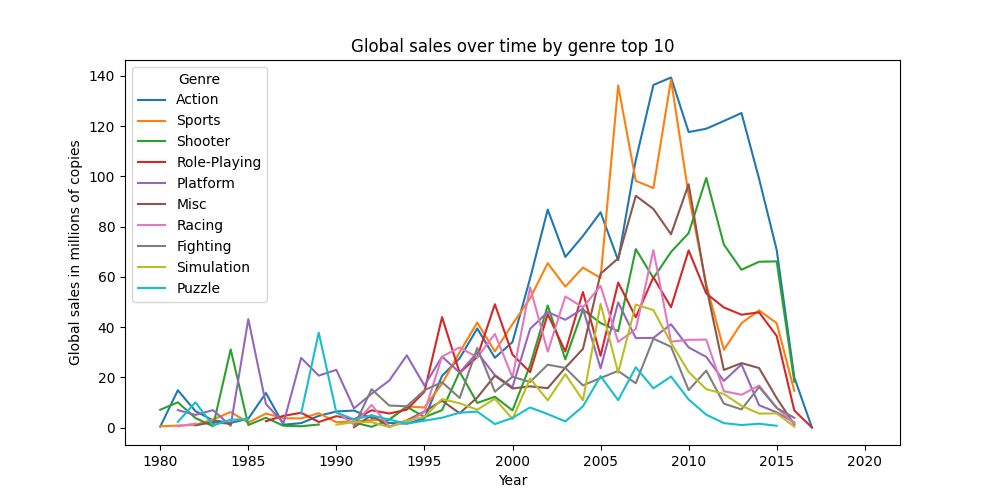 Global sales over time by genre top 10
Global sales in millions of copies
140
120
100
80
60
40
20
0
Genre
Action
Sports
Shooter
Role-Playing
Platform
Misc
Racing
Fighting
Simulation
Puzzle
1980 1985 1990 1995 2000 2005 2010 2015 2020
Year